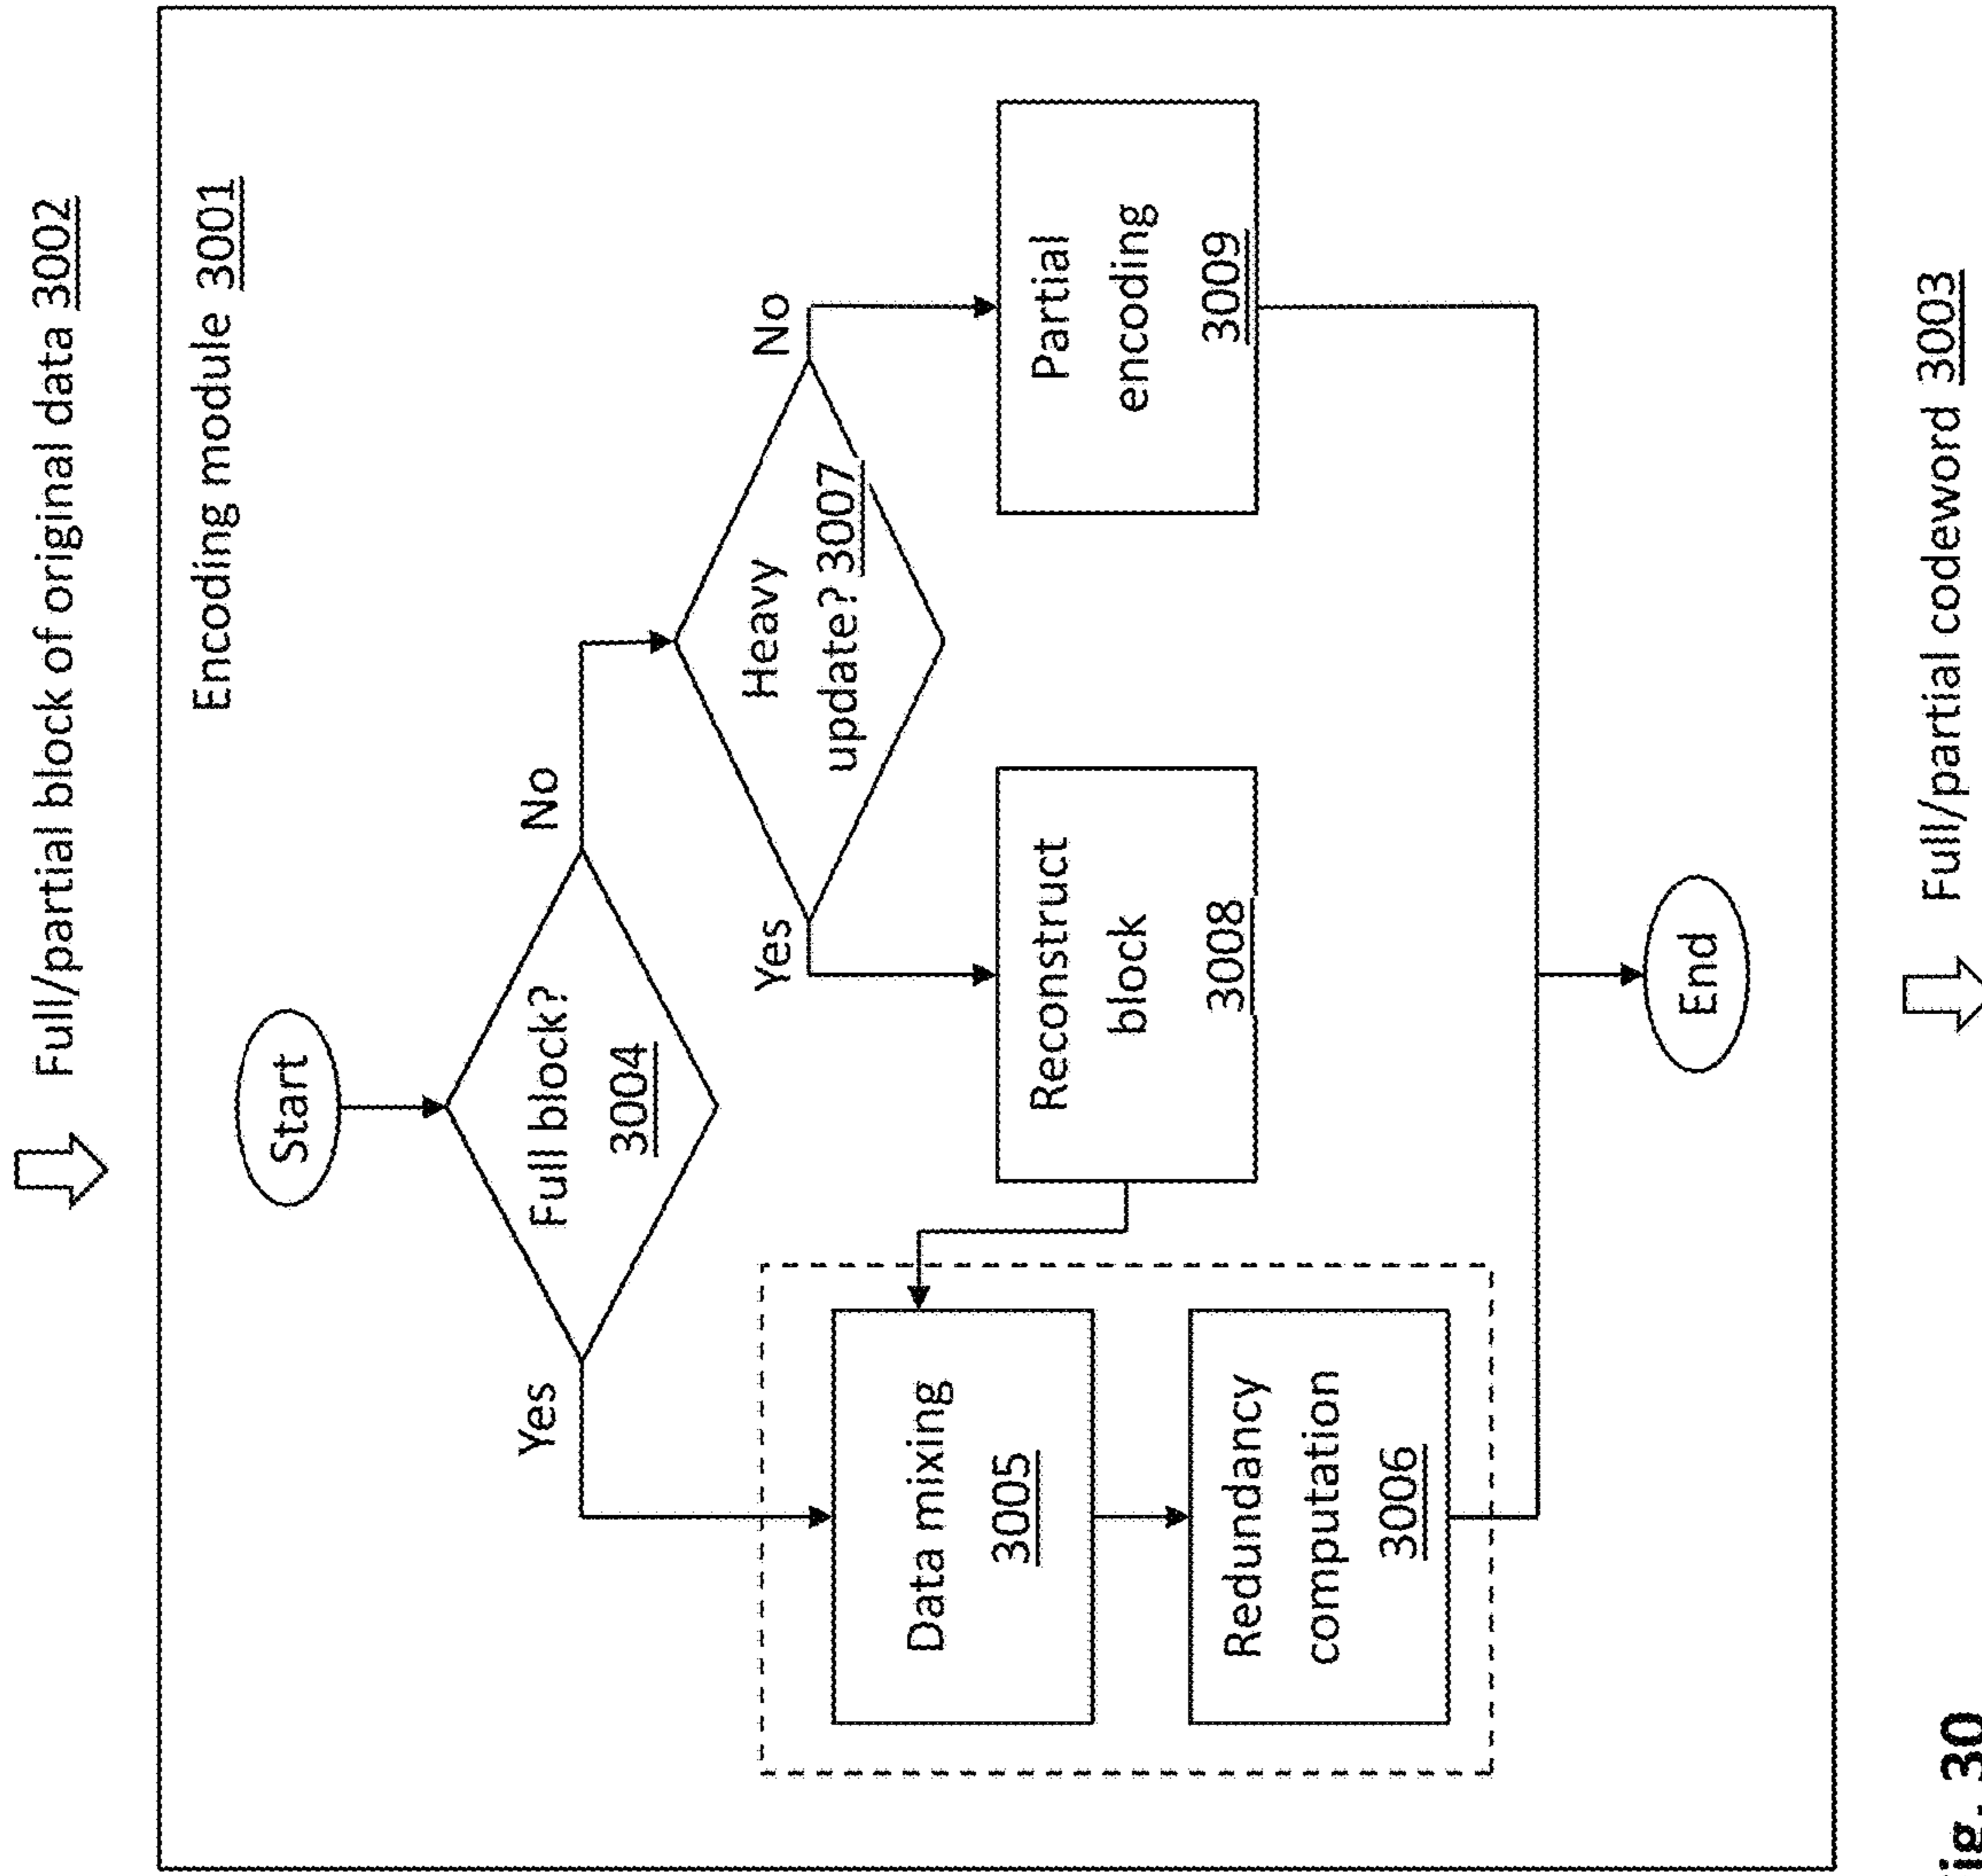 Full/partial block of original data 3002
Encoding module 3001
Start
Full block?
3004
Yes
No
Heavy
update? 3007
Yes
No
Data mixing
3005
Reconstruct
block
3008
Partial
encoding
3009
Redundancy
computation
3006
End
Full/partial codeword 3003
ig. 30